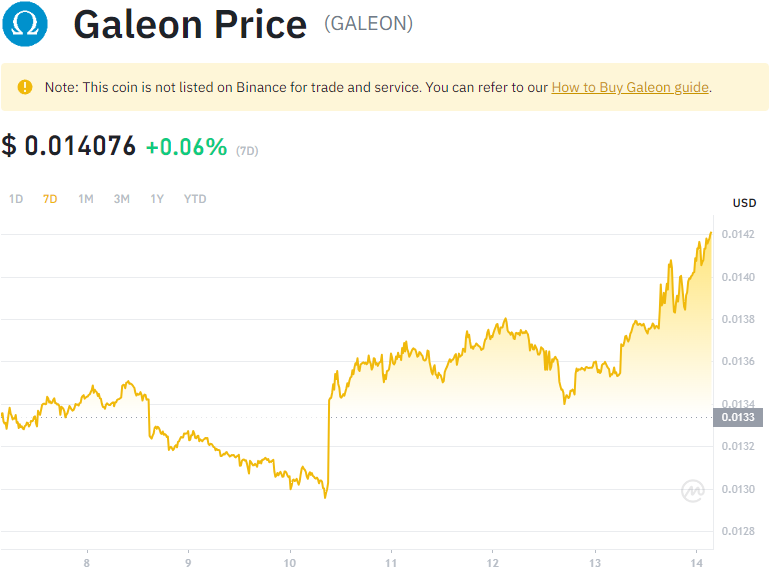 Galeon Price (GALEON)
Note: This coin is not listed on Binance for trade and service. You can refer to our How to Buy Galeon guide.
$ 0.014076 +0.06% (7D)
1D 7D 1M 3M 1Y YTD
USD
0.0142
0.0140
0.0138
0.0136
0.0134
0.0133
0.0132
0.0130
0.0128
8 9 10 11 12 13 14